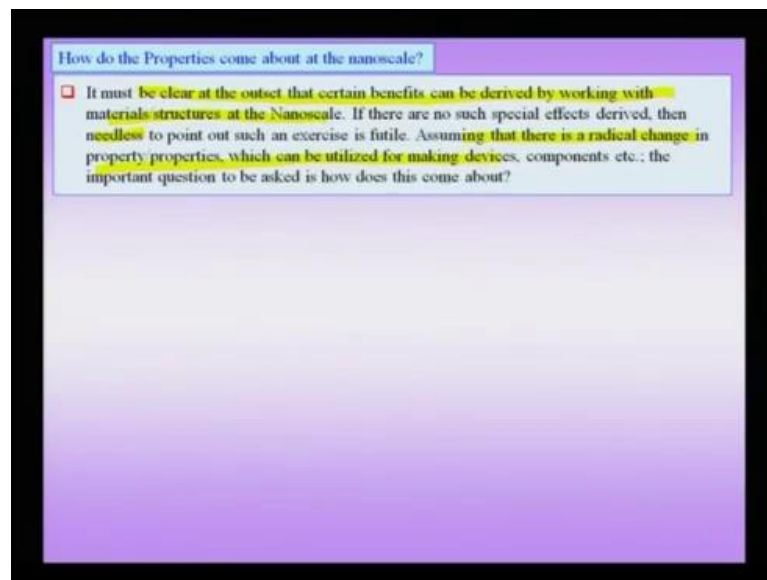 How do the Properties come about at the nanoscale?
It must be clear at the outset that certain benefits can be derived by working with
materials/structures at the Nanoscale. If there are no such special effects derived, then
needless to point out such an exercise is futile. Assuming that there is a radical change in
property/properties, which can be utilized for making devices, components etc.; the
important question to be asked is how does this come about?